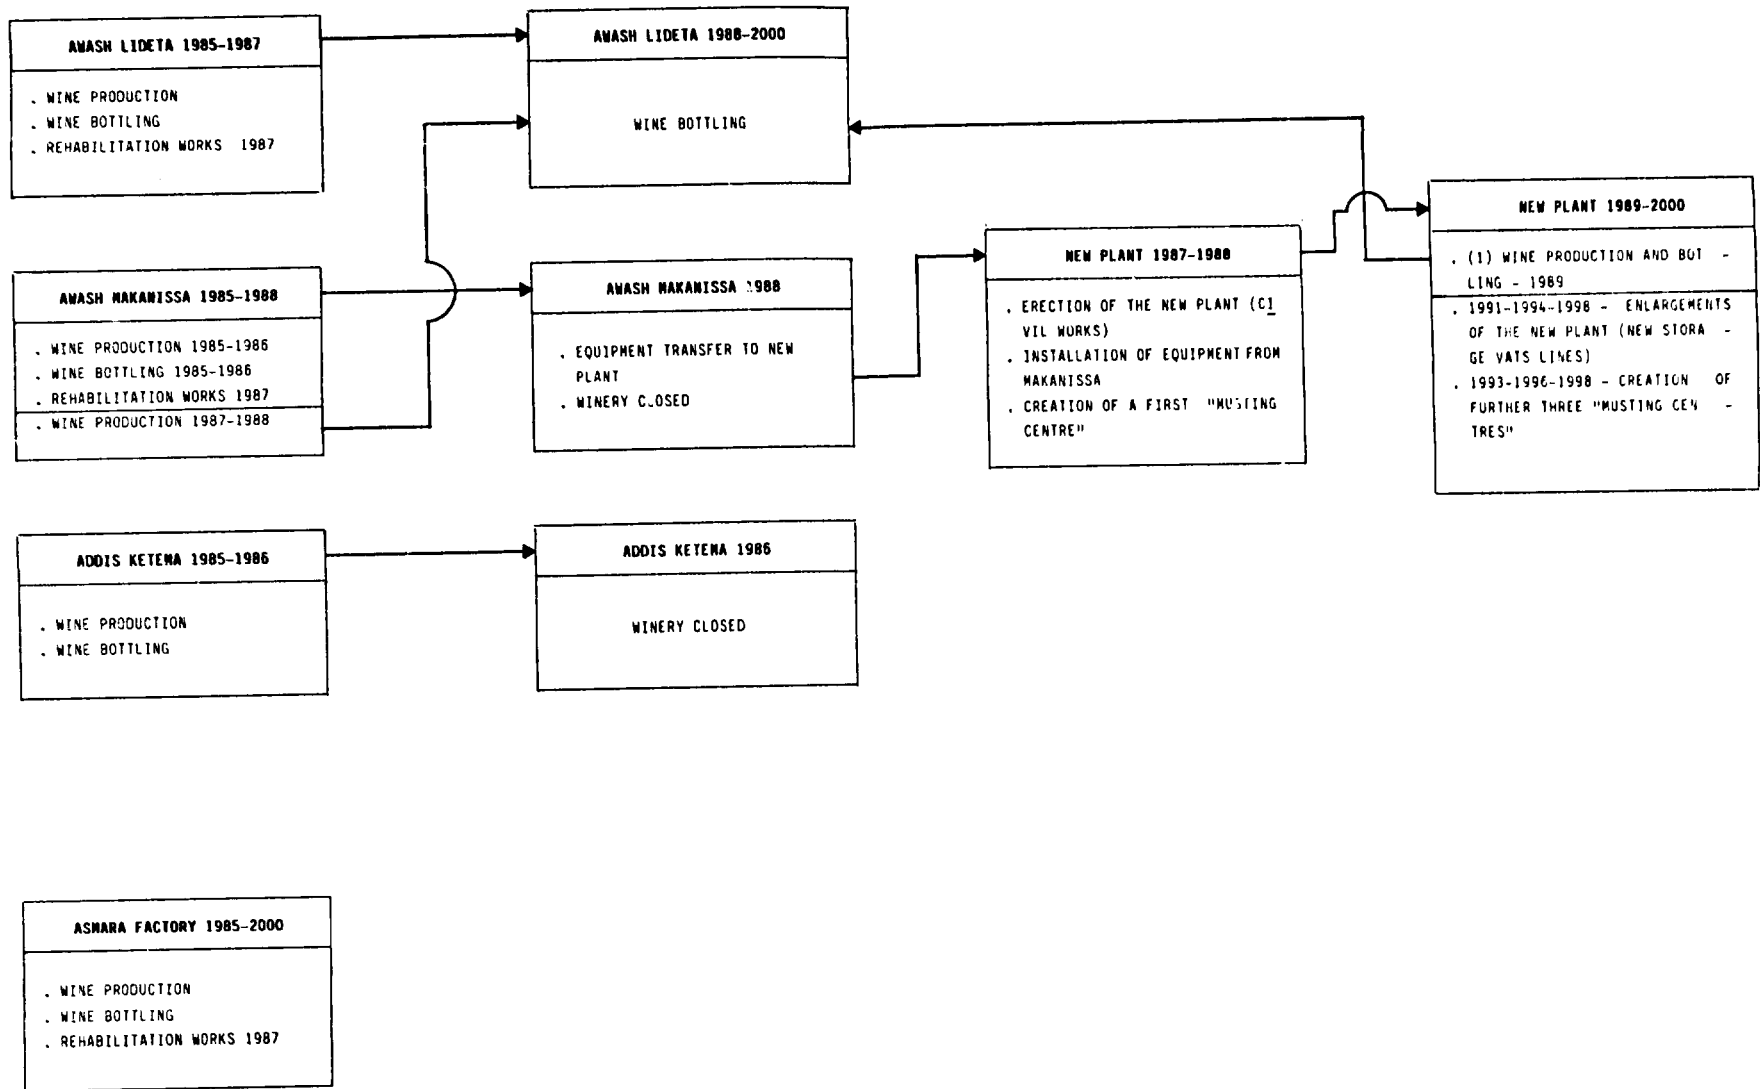 AWASH LIDETA 1985-1987
. WINE PRODUCTION
. WINE BOTTLING
. REHABILITATION WORKS 1987
AWASH LIDETA 1988-2000
WINE BOTTLING
AWASH MAKANISSA 1985-1988
. WINE PRODUCTION 1985-1986
. WINE BOTTLING 1985-1986
. REHABILITATION WORKS 1987
. WINE PRODUCTION 1987-1988
AWASH MAKANISSA 1988
. EQUIPMENT TRANSFER TO NEW
PLANT
. WINERY CLOSED
NEW PLANT 1987-1988
. ERECTION OF THE NEW PLANT (CI
VIL WORKS)
. INSTALLATION OF EQUIPMENT FROM
MAKANISSA
. CREATION OF A FIRST "MUSTING
CENTRE"
NEW PLANT 1989-2000
. (1) WINE PRODUCTION AND BOT -
LING - 1989
. 1991-1994-1998 - ENLARGEMENTS
OF THE NEW PLANT (NEW STORA -
GE VATS LINES)
. 1993-1996-1998 - CREATION OF
FURTHER THREE "MUSTING CEN -
TRES"
ADDIS KETEMA 1985-1986
. WINE PRODUCTION
. WINE BOTTLING
ADDIS KETEMA 1986
WINERY CLOSED
ASMARA FACTORY 1985-2000
. WINE PRODUCTION
. WINE BOTTLING
. REHABILITATION WORKS 1987